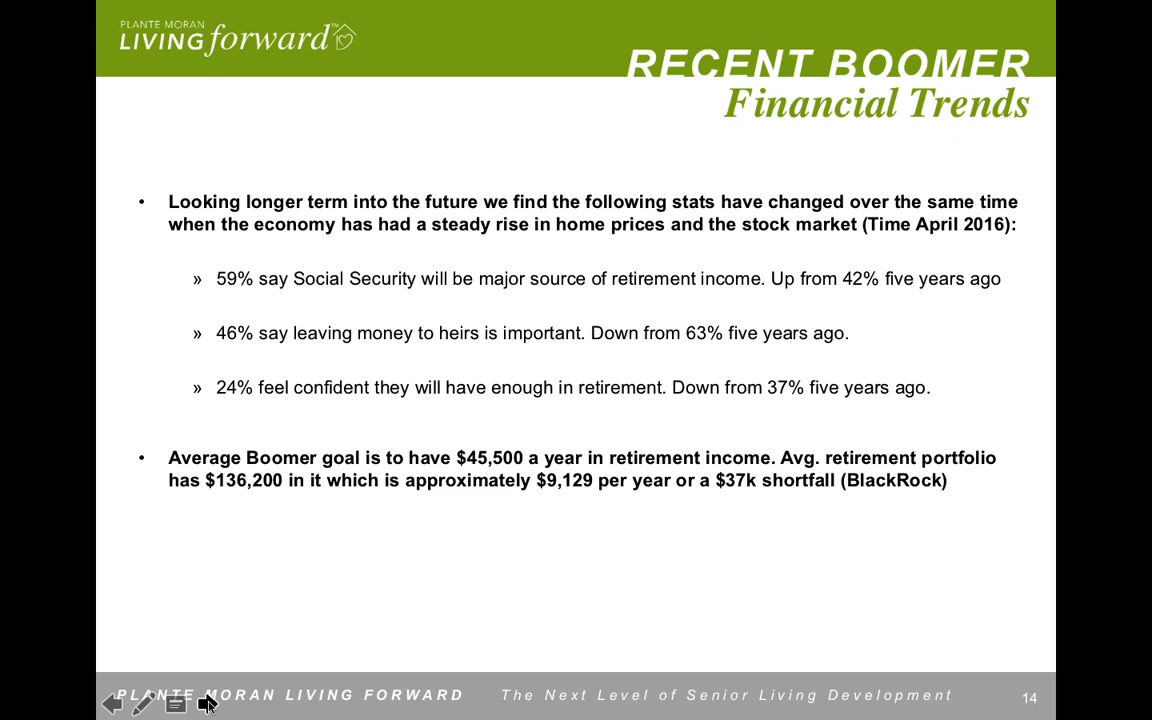 PLANTE MORAN
LIVING forward™
RECENT BOOMER
Financial Trends
• Looking longer term into the future we find the following stats have changed over the same time
when the economy has had a steady rise in home prices and the stock market (Time April 2016):
» 59% say Social Security will be major source of retirement income. Up from 42% five years ago
» 46% say leaving money to heirs is important. Down from 63% five years ago.
» 24% feel confident they will have enough in retirement. Down from 37% five years ago.
• Average Boomer goal is to have $45,500 a year in retirement income. Avg. retirement portfolio
has $136,200 in it which is approximately $9,129 per year or a $37k shortfall (BlackRock)
PLANTE MORAN LIVING FORWARD The Next Level of Senior Living Development 14